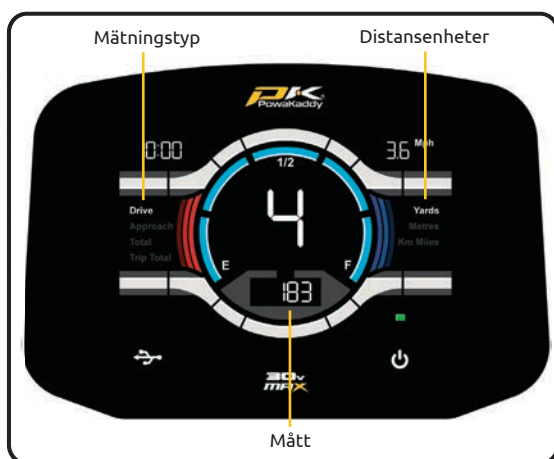 Mätningstyp
Distansenheter
PK
PowaKaddy
0:00
3.6 Mph
1/2
4
Drive
Approach
Total
Trip Total
Yards
Metres
Km Miles
E
F
183
30v
MAX
Mått